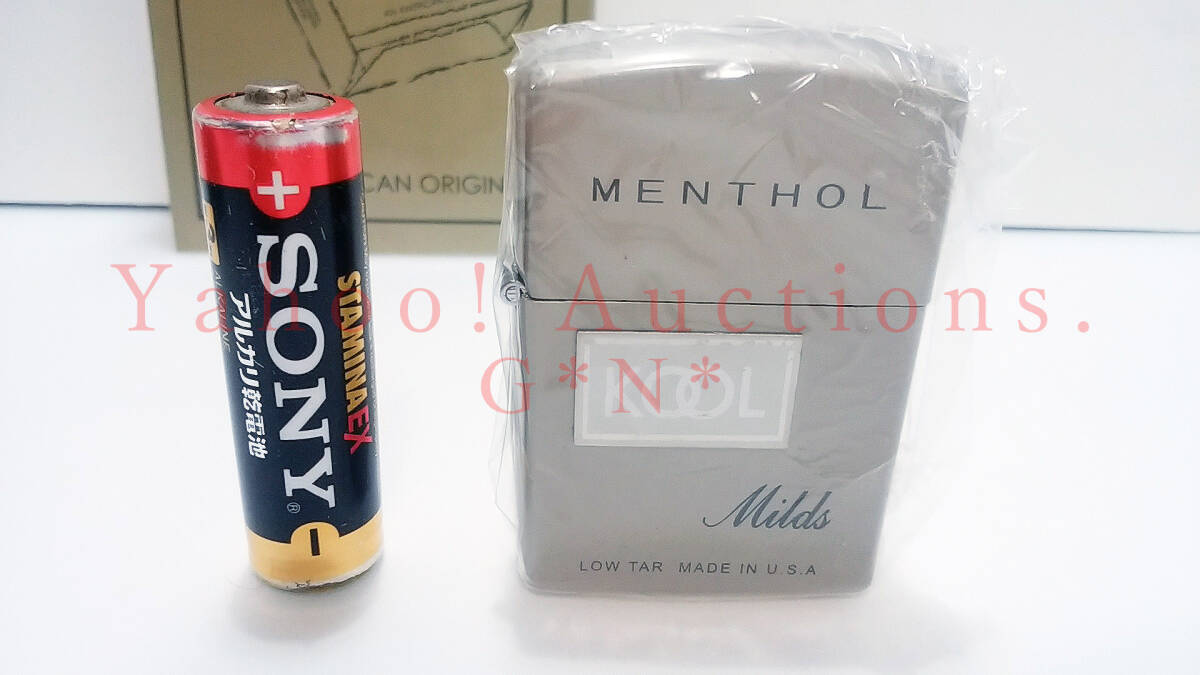 CAN ORIGIN
+
SONY
®
STAMINA EX
ALKALINE
アルカリ乾電池
−
MENTHOL
KOOL
Milds
LOW TAR MADE IN U.S.A
Yahoo! Auctions.
G*N*